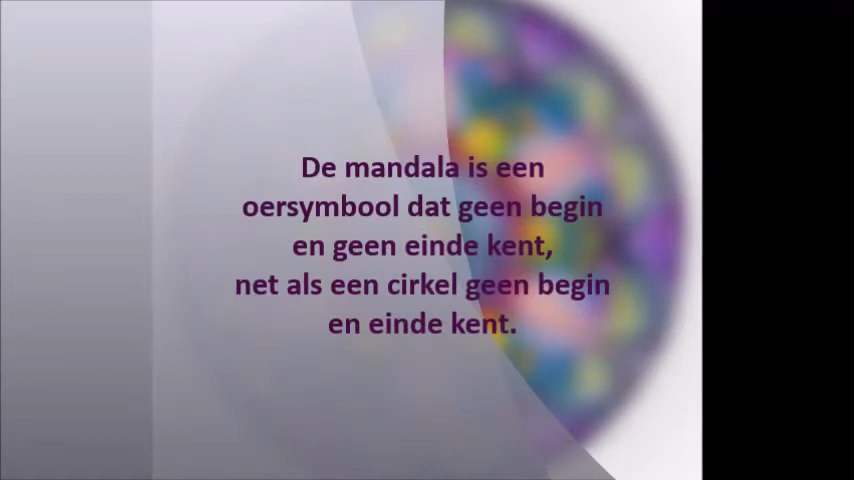 De mandala is een
oersymbool dat geen begin
en geen einde kent,
net als een cirkel geen begin
en einde kent.